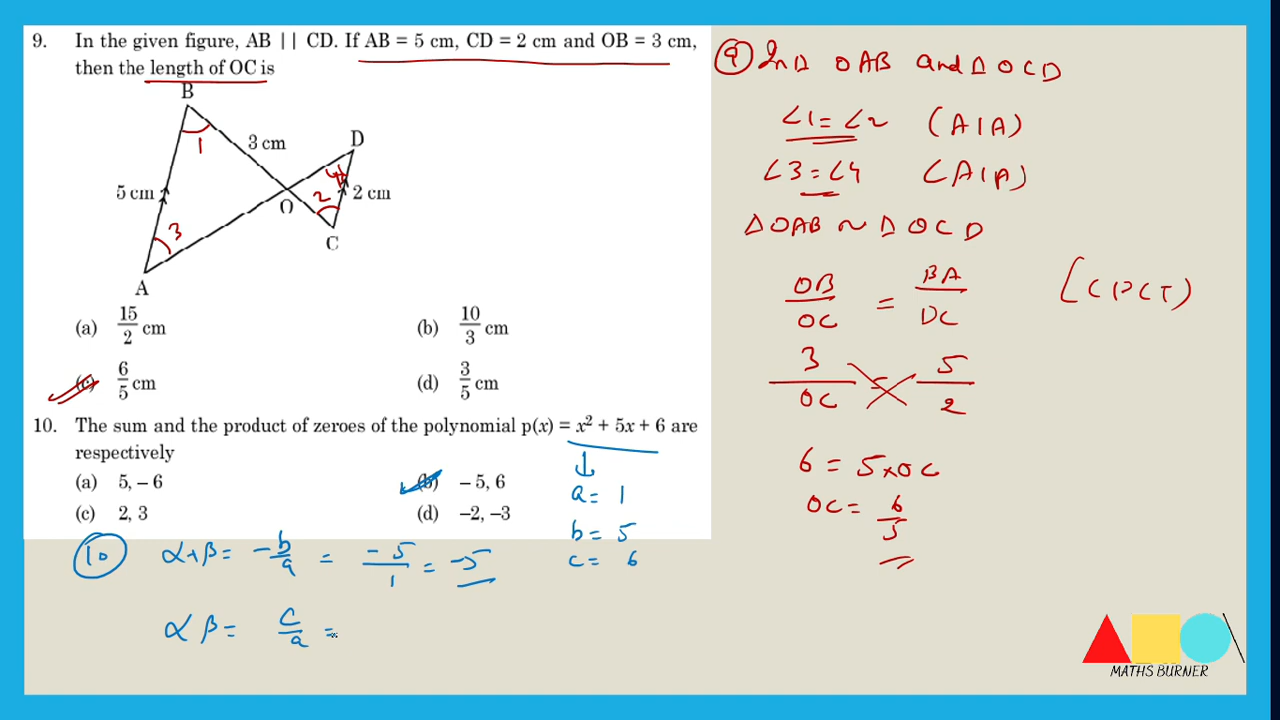 9. In the given figure, AB || CD. If AB = 5 cm, CD = 2 cm and OB = 3 cm,
then the length of OC is
B
1
3 cm
D
4
5 cm
2
2 cm
O
3
C
A
(a) 15/2 cm
(b) 10/3 cm
(c) 6/5 cm
(d) 3/5 cm
10. The sum and the product of zeroes of the polynomial p(x) = x² + 5x + 6 are
respectively
(a) 5, – 6
(b) – 5, 6
(c) 2, 3
(d) –2, –3
a = 1
b = 5
c = 6
10 α+β = -b/a = -5/1 = -5
αβ = c/a =
9 In Δ OAB and Δ OCD
∠1 = ∠2 (AIA)
∠3 = ∠4 (AIA)
Δ OAB ~ Δ OCD
OB/OC = BA/DC [CPCT)
3/OC = 5/2
6 = 5×OC
OC = 6/5
MATHS BURNER